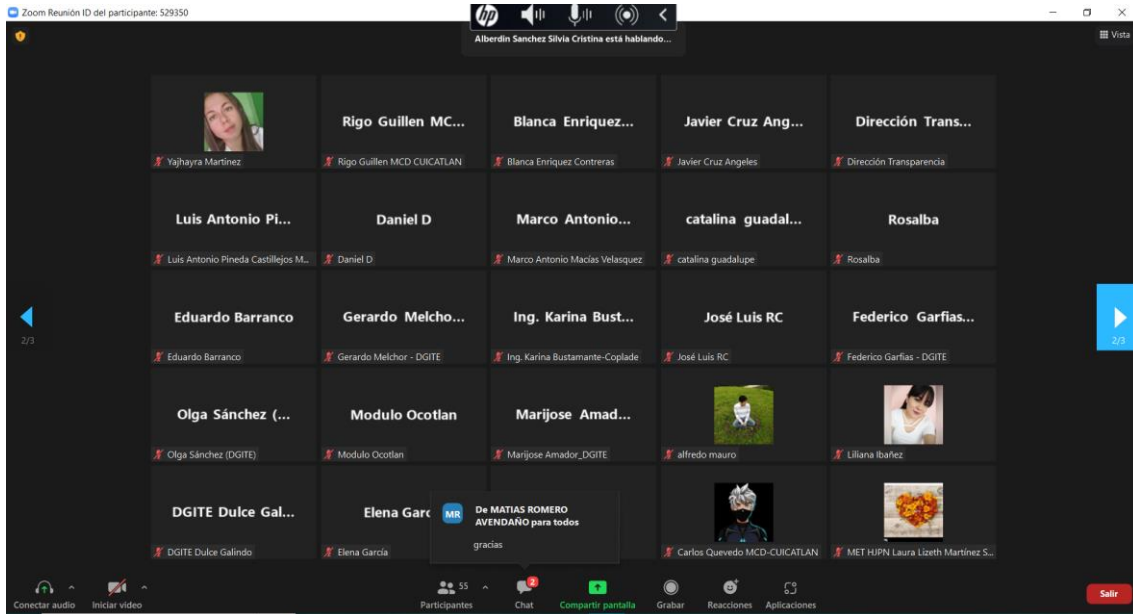 Zoom Reunión ID del participante: 529350
hp
Alberdin Sanchez Silvia Cristina está hablando...
Vista
Rigo Guillen MC...
Blanca Enriquez...
Javier Cruz Ang...
Dirección Trans...
Yajhayra Martinez
Rigo Guillen MCD CUICATLAN
Blanca Enriquez Contreras
Javier Cruz Angeles
Dirección Transparencia
Luis Antonio Pi...
Daniel D
Marco Antonio...
catalina guadal...
Rosalba
Luis Antonio Pineda Castillejos M...
Daniel D
Marco Antonio Macías Velasquez
catalina guadalupe
Rosalba
Eduardo Barranco
Gerardo Melcho...
Ing. Karina Bust...
José Luis RC
Federico Garfias...
2/3
2/3
Eduardo Barranco
Gerardo Melchor - DGITE
Ing. Karina Bustamante-Coplade
José Luis RC
Federico Garfias - DGITE
Olga Sánchez (...
Modulo Ocotlan
Marijose Amad...
Olga Sánchez (DGITE)
Modulo Ocotlan
Marijose Amador_DGITE
alfredo mauro
Liliana Ibañez
DGITE Dulce Gal...
Elena Garc
MR
De MATIAS ROMERO
AVENDAÑO para todos
gracias
DGITE Dulce Galindo
Elena García
Carlos Quevedo MCD-CUICATLAN
MET HJPN Laura Lizeth Martínez S...
55
2
Conectar audio
Iniciar video
Participantes
Chat
Compartir pantalla
Grabar
Reacciones
Aplicaciones
Salir